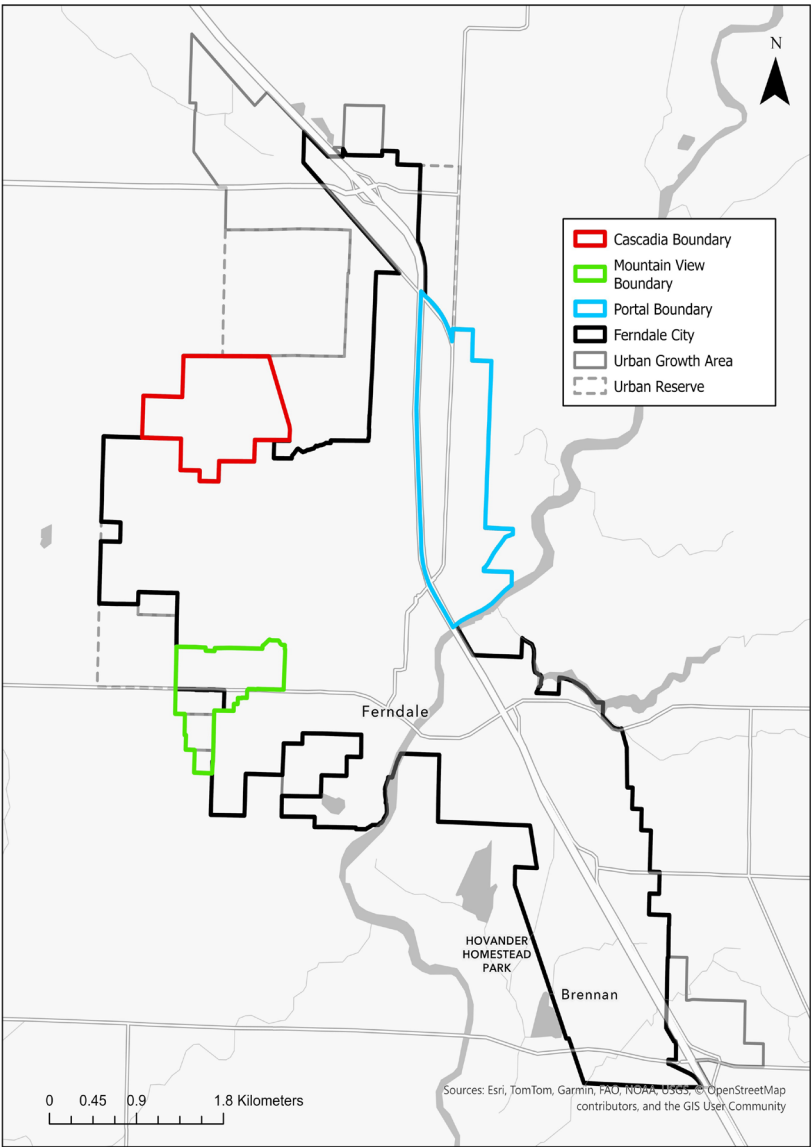 N
Cascadia Boundary
Mountain View
Boundary
Portal Boundary
Ferndale City
Urban Growth Area
Urban Reserve
Ferndale
HOVANDER
HOMESTEAD
PARK
Brennan
0 0.45 0.9 1.8 Kilometers
Sources: Esri, TomTom, Garmin, FAO, NOAA, USGS, © OpenStreetMap
contributors, and the GIS User Community